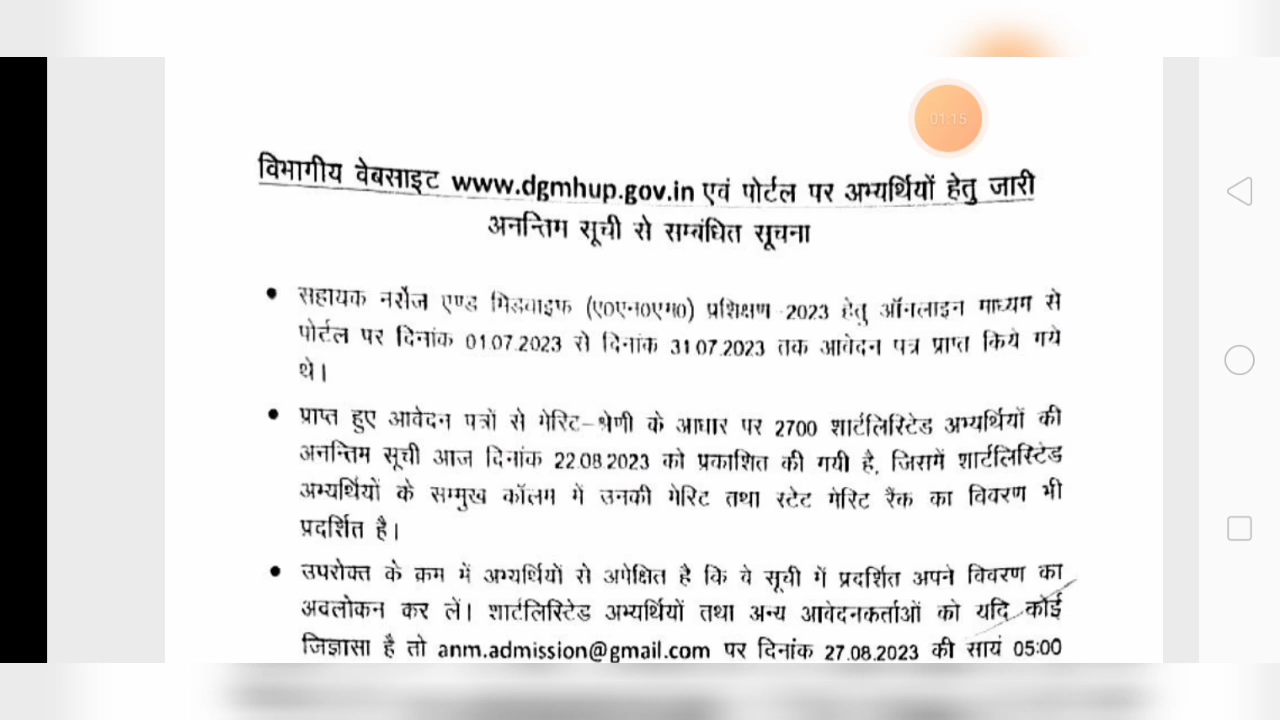 01:15
विभागीय वेबसाइट www.dgmhup.gov.in एवं पोर्टल पर अभ्यर्थियों हेतु जारी
अनन्तिम सूची से सम्बंधित सूचना
• सहायक नर्सेज एण्ड मिडवाइफ (ए0एन0एम0) प्रशिक्षण -2023 हेतु ऑनलाइन माध्यम से
पोर्टल पर दिनांक 01.07.2023 से दिनांक 31.07.2023 तक आवेदन पत्र प्राप्त किये गये
थे।
• प्राप्त हुए आवेदन पत्रों से मेरिट-श्रेणी के आधार पर 2700 शार्टलिस्टिेड अभ्यर्थियों की
अनन्तिम सूची आज दिनांक 22.08.2023 को प्रकाशित की गयी है, जिसमें शार्टलिस्टिेड
अभ्यर्थियों के सम्मुख कॉलम में उनकी मेरिट तथा स्टेट मेरिट रैंक का विवरण भी
प्रदर्शित है।
• उपरोक्त के क्रम में अभ्यर्थियों से अपेक्षित है कि वे सूची में प्रदर्शित अपने विवरण का
अवलोकन कर लें। शार्टलिस्टिेड अभ्यर्थियों तथा अन्य आवेदनकर्ताओं को यदि कोई
जिज्ञासा है तो anm.admission@gmail.com पर दिनांक 27.08.2023 की सायं 05:00